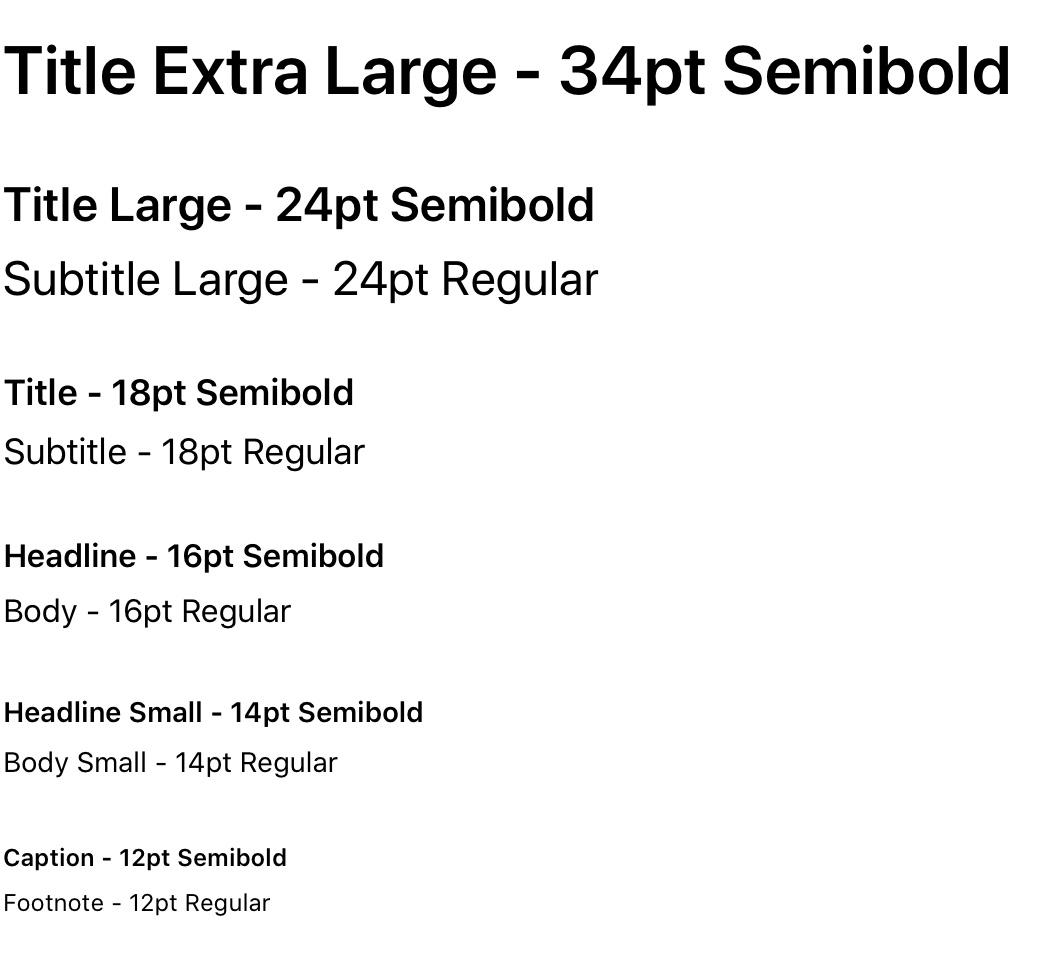 Title Extra Large - 34pt Semibold
Title Large - 24pt Semibold
Subtitle Large - 24pt Regular
Title - 18pt Semibold
Subtitle - 18pt Regular
Headline - 16pt Semibold
Body - 16pt Regular
Headline Small - 14pt Semibold
Body Small - 14pt Regular
Caption - 12pt Semibold
Footnote - 12pt Regular